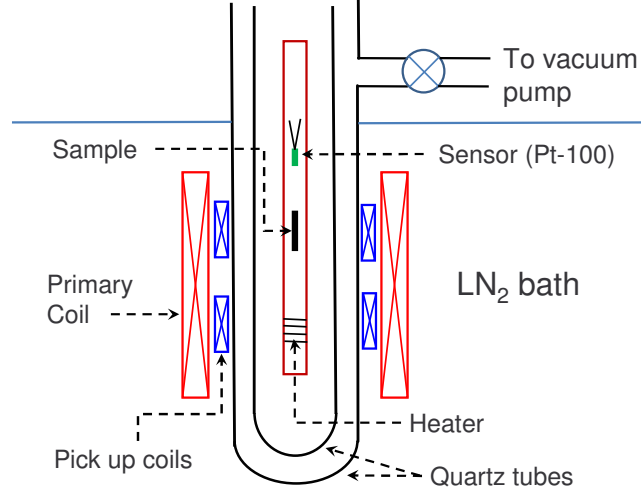 To vacuum
pump
Sample
Sensor (Pt-100)
Primary
Coil
LN₂ bath
Heater
Pick up coils
Quartz tubes